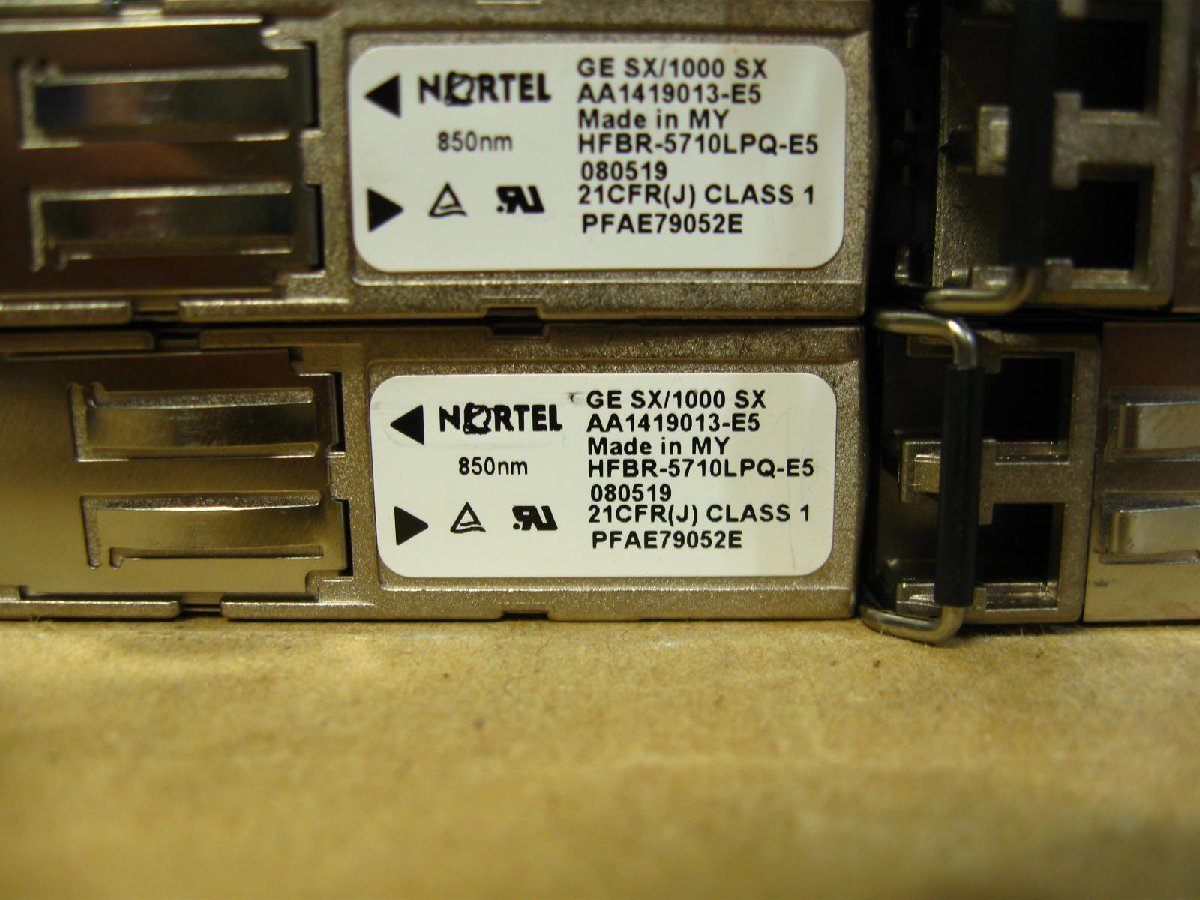 NORTEL
850nm
GE SX/1000 SX
AA1419013-E5
Made in MY
HFBR-5710LPQ-E5
080519
21CFR(J) CLASS 1
PFAE79052E
NORTEL
850nm
GE SX/1000 SX
AA1419013-E5
Made in MY
HFBR-5710LPQ-E5
080519
21CFR(J) CLASS 1
PFAE79052E